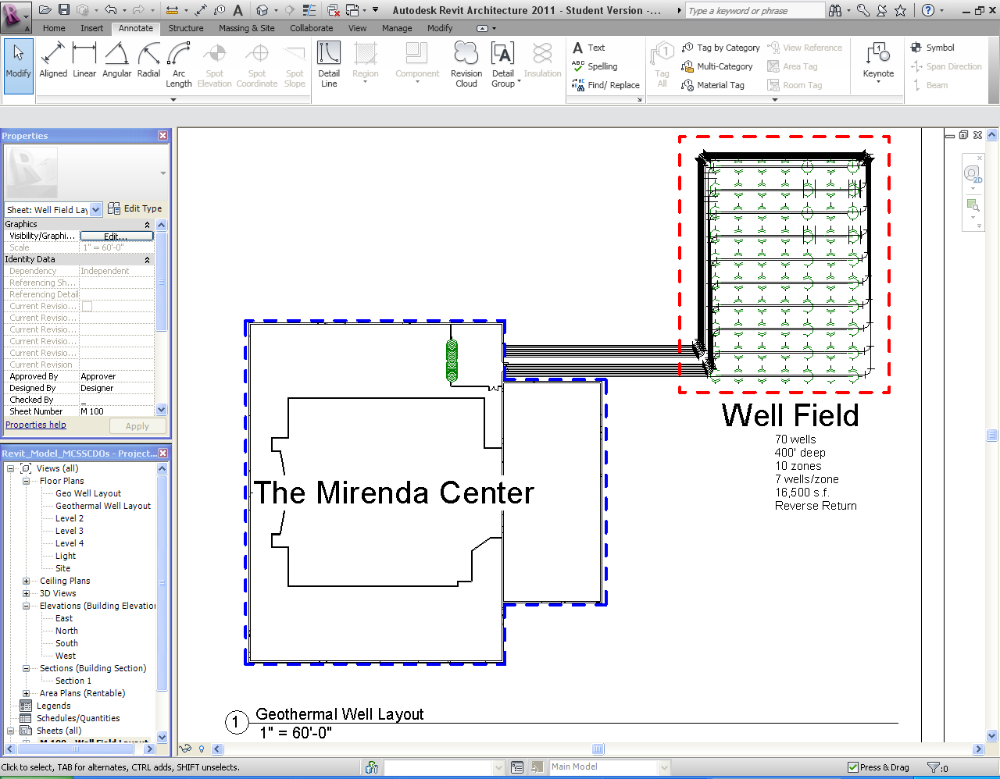 Autodesk Revit Architecture 2011 - Student Version -...
Type a keyword or phrase
Home Insert Annotate Structure Massing & Site Collaborate View Manage Modify
Modify
Aligned
Linear
Angular
Radial
Arc
Length
Spot
Elevation
Spot
Coordinate
Spot
Slope
Detail
Line
Region
Component
Revision
Cloud
Detail
Group
Insulation
Text
Spelling
Find/ Replace
Tag
All
Tag by Category
Multi-Category
Material Tag
View Reference
Area Tag
Room Tag
Keynote
Symbol
Span Direction
Beam
Properties
Sheet: Well Field Lay
Edit Type
Graphics
Visibility/Graphi... Edit...
Scale 1" = 60'-0"
Identity Data
Dependency Independent
Referencing Sh...
Referencing Detail
Current Revisio...
Current Revisio...
Current Revisio...
Current Revisio...
Current Revisio...
Current Revision
Approved By Approver
Designed By Designer
Checked By _
Sheet Number M 100
Properties help
Apply
Revit_Model_MCSSCDOs - Project...
Views (all)
Floor Plans
Geo Well Layout
Geothermal Well Layout
Level 2
Level 3
Level 4
Light
Site
Ceiling Plans
3D Views
Elevations (Building Elevation
East
North
South
West
Sections (Building Section)
Section 1
Area Plans (Rentable)
Legends
Schedules/Quantities
Sheets (all)
M 100 - Well Field Layout
2D
Well Field
70 wells
400' deep
10 zones
7 wells/zone
16,500 s.f.
Reverse Return
The Mirenda Center
1 Geothermal Well Layout
1" = 60'-0"
Click to select, TAB for alternates, CTRL adds, SHIFT unselects.
Main Model
Press & Drag
:0